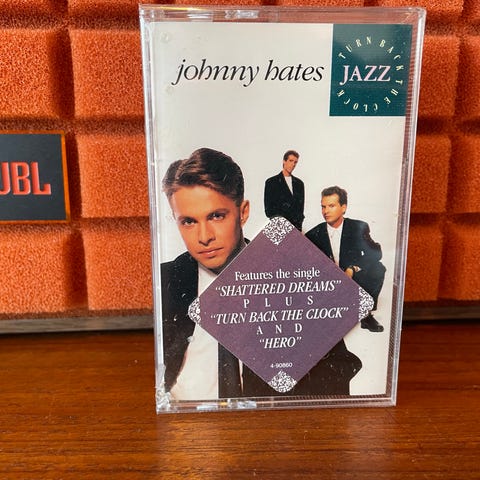 johnny hates
JAZZ
TURN BACK THE CLOCK
JBL
Features the single
"SHATTERED DREAMS"
PLUS
"TURN BACK THE CLOCK"
AND
"HERO"
4-90860